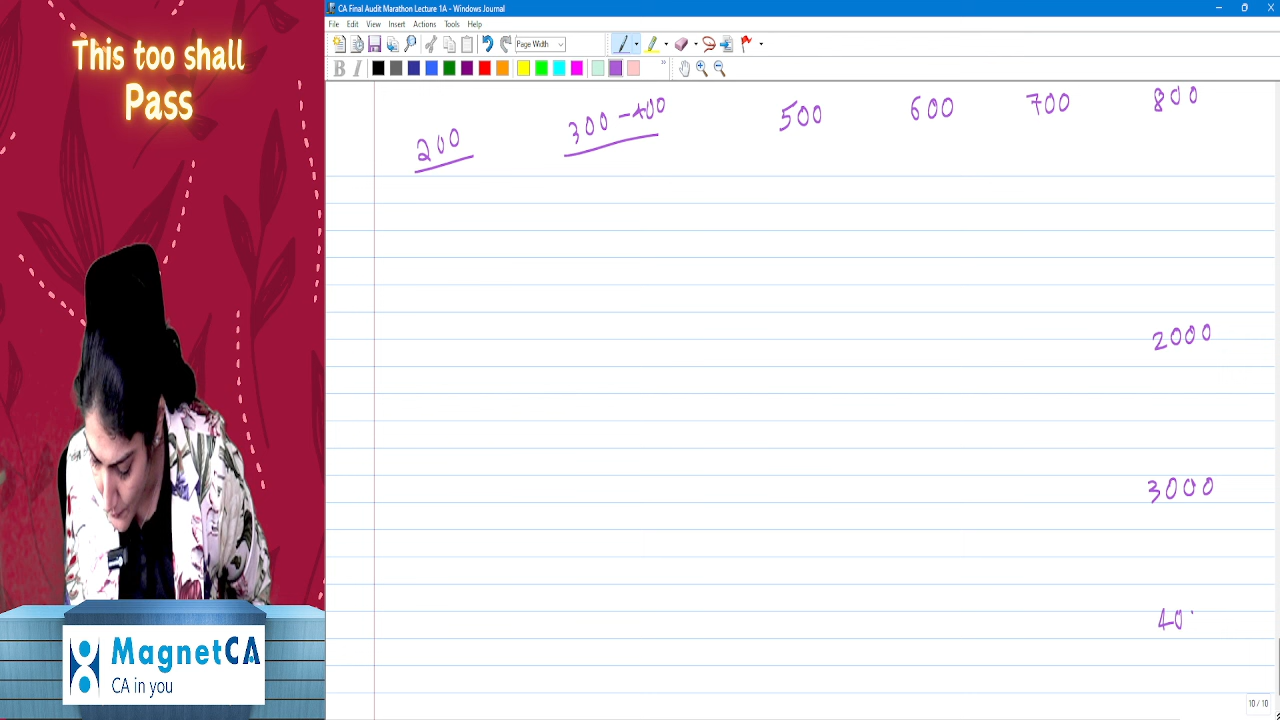 CA Final Audit Marathon Lecture 1A - Windows Journal
File Edit View Insert Actions Tools Help
This too shall
Pass
Page Width
B I
200 300-400 500 600 700 800
2000
3000
40
MagnetCA
CA in you
10 / 10